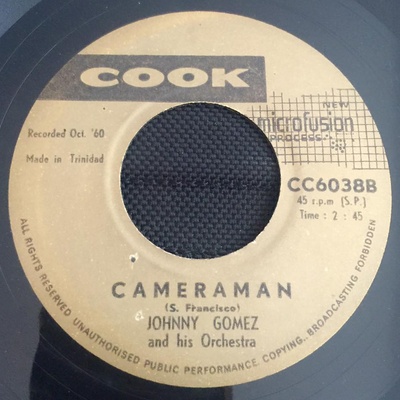 COOK
NEW
microfusion
PROCESS
Recorded Oct. '60
Made in Trinidad
CC6038B
45 r.p.m (S.P.)
Time : 2 : 45
CAMERAMAN
(S. Francisco)
JOHNNY GOMEZ
and his Orchestra
ALL RIGHTS RESERVED UNAUTHORISED PUBLIC PERFORMANCE, COPYING, BROADCASTING FORBIDDEN